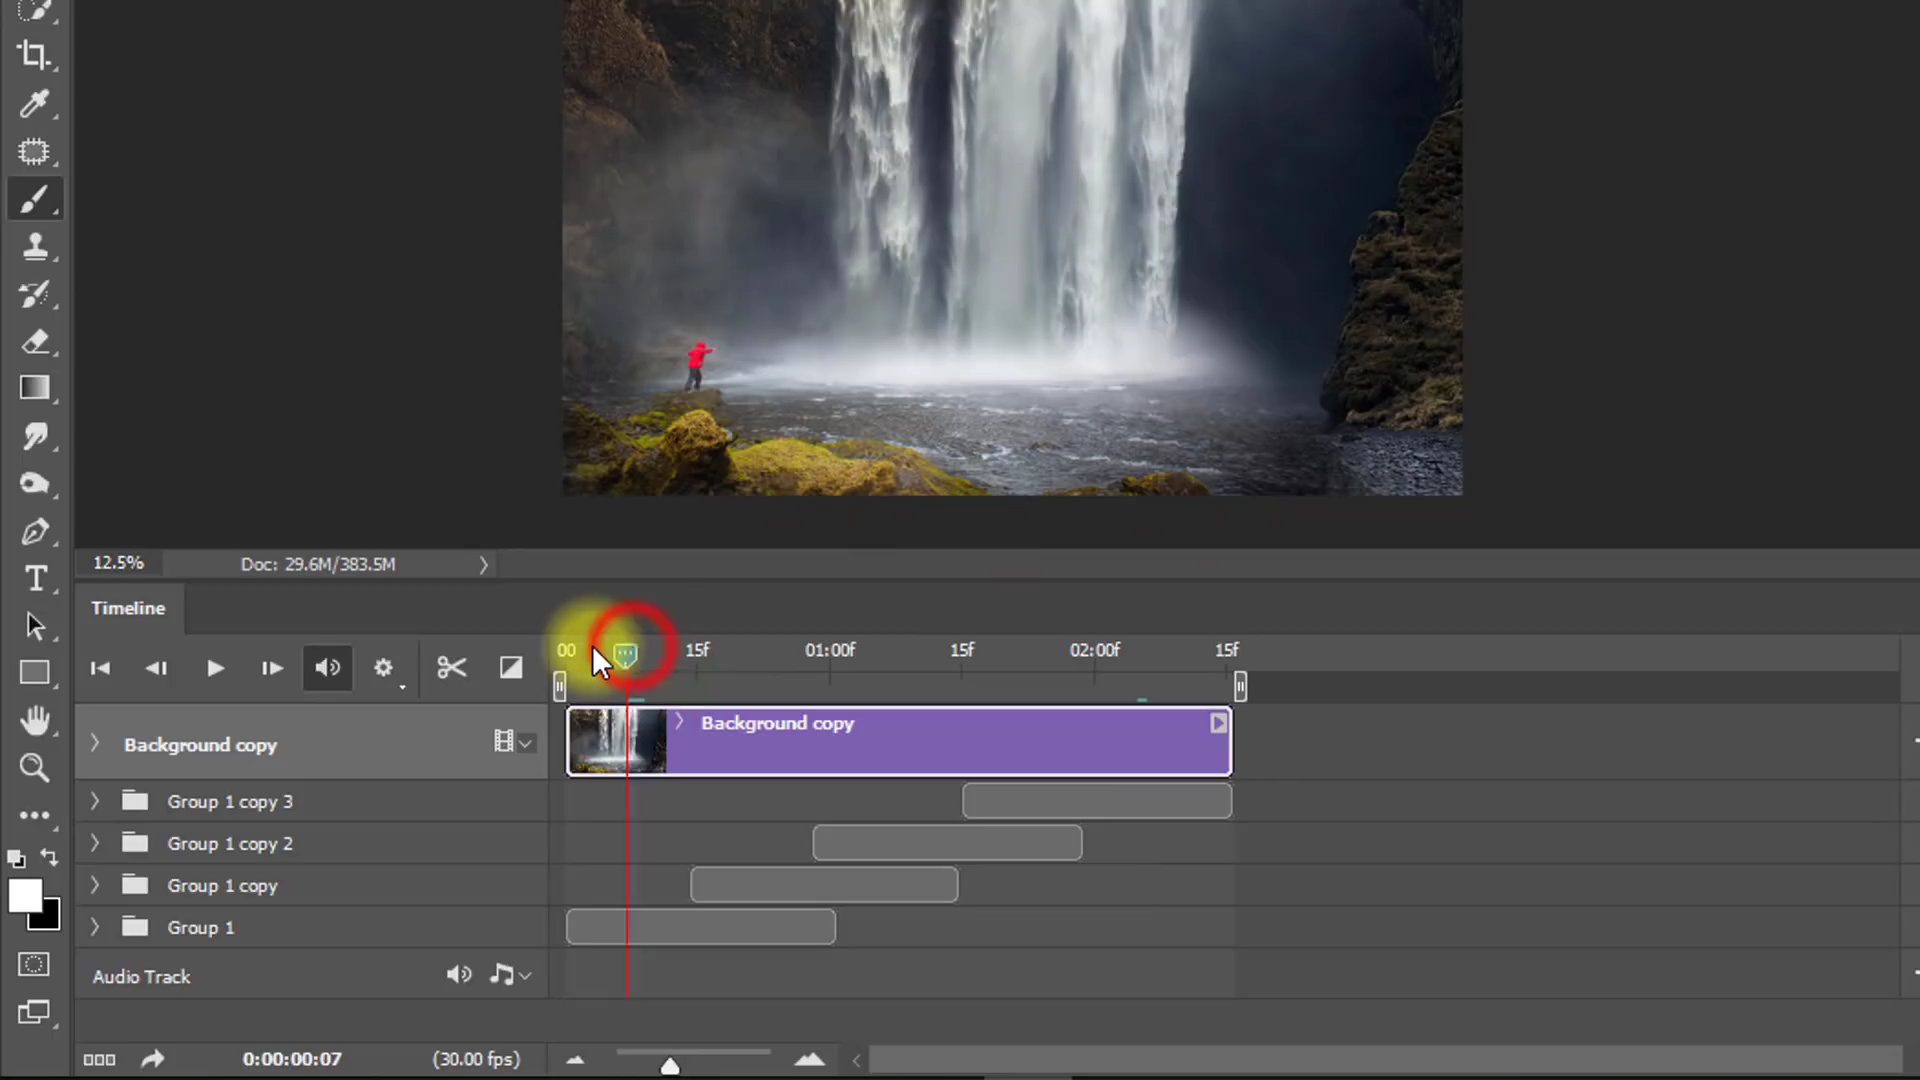 12.5%
Doc: 29.6M/383.5M
Timeline
00 15f 01:00f 15f 02:00f 15f
Background copy
Background copy
Group 1 copy 3
Group 1 copy 2
Group 1 copy
Group 1
Audio Track
0:00:00:07 (30.00 fps)